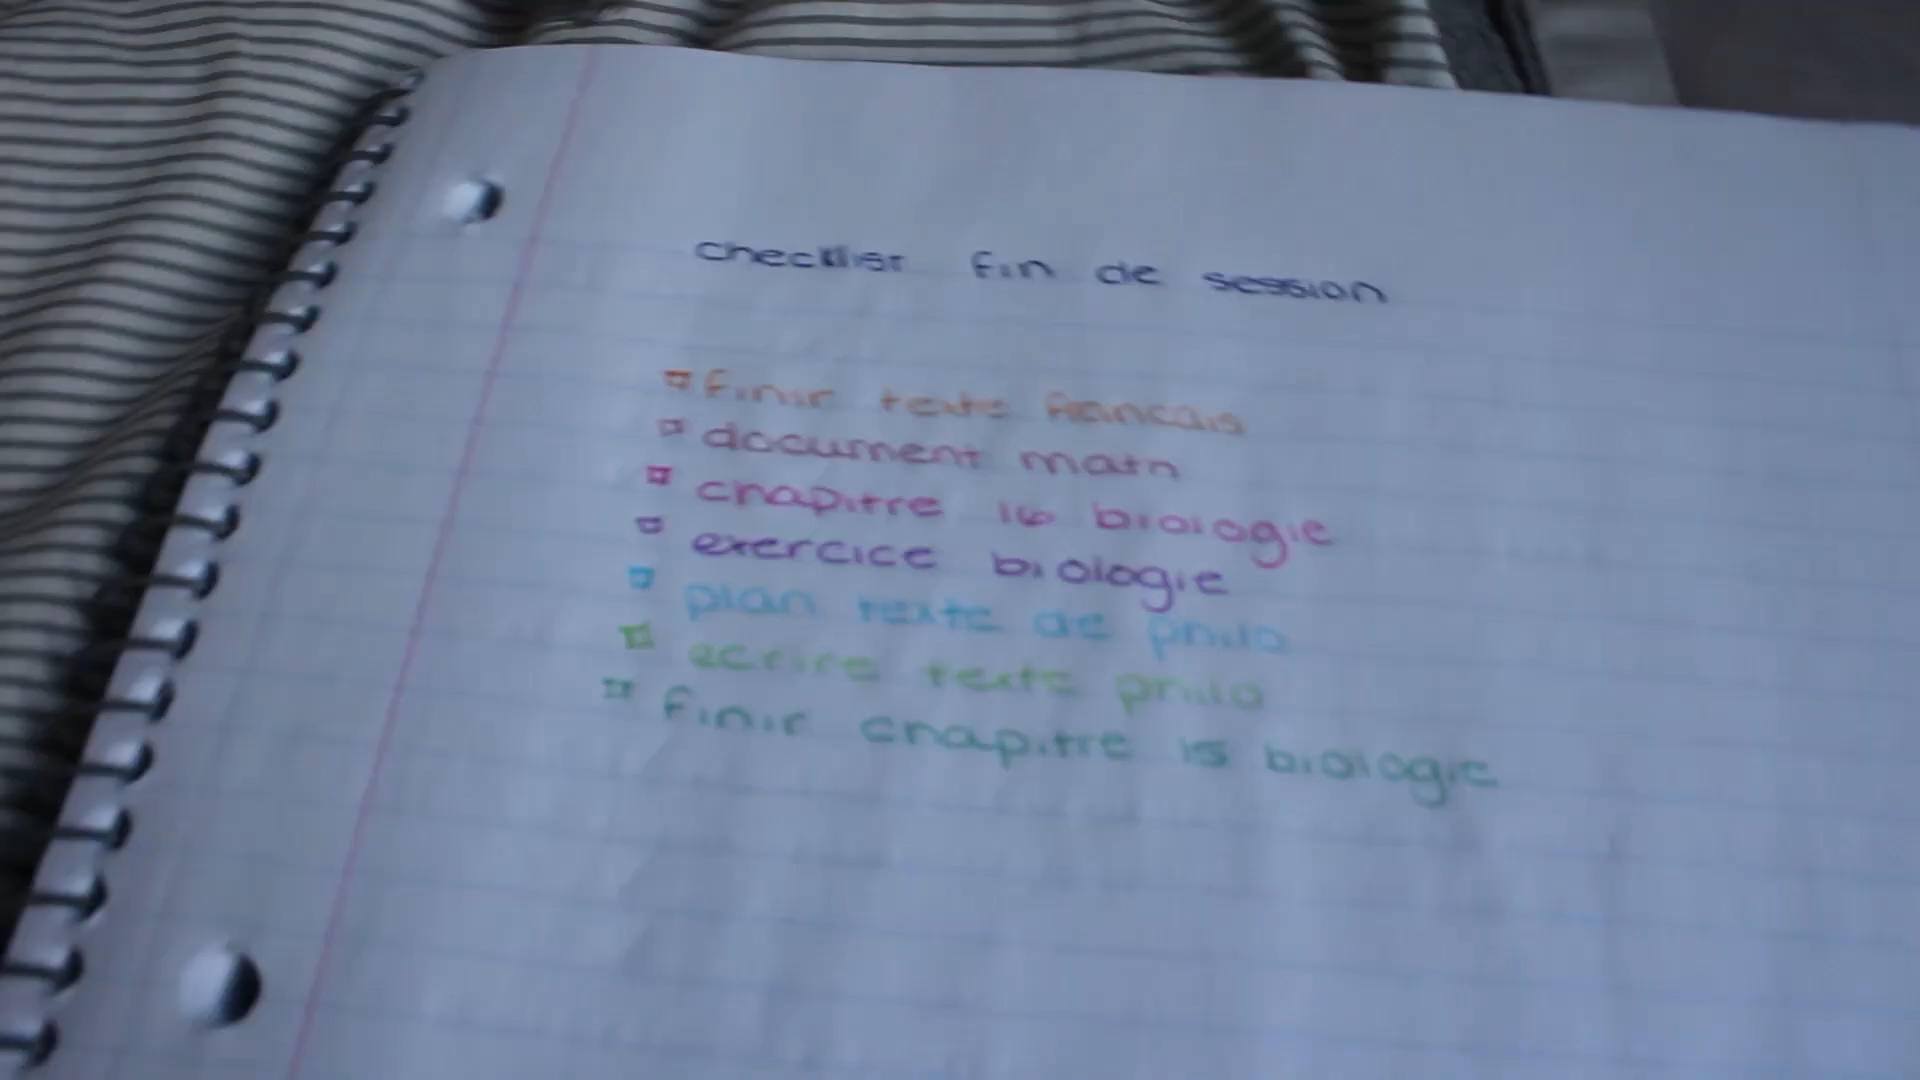 checklist fin de session
finir texte francais
document math
chapitre 16 biologie
exercice biologie
plan texte de philo
ecrire texte philo
finir chapitre 15 biologie